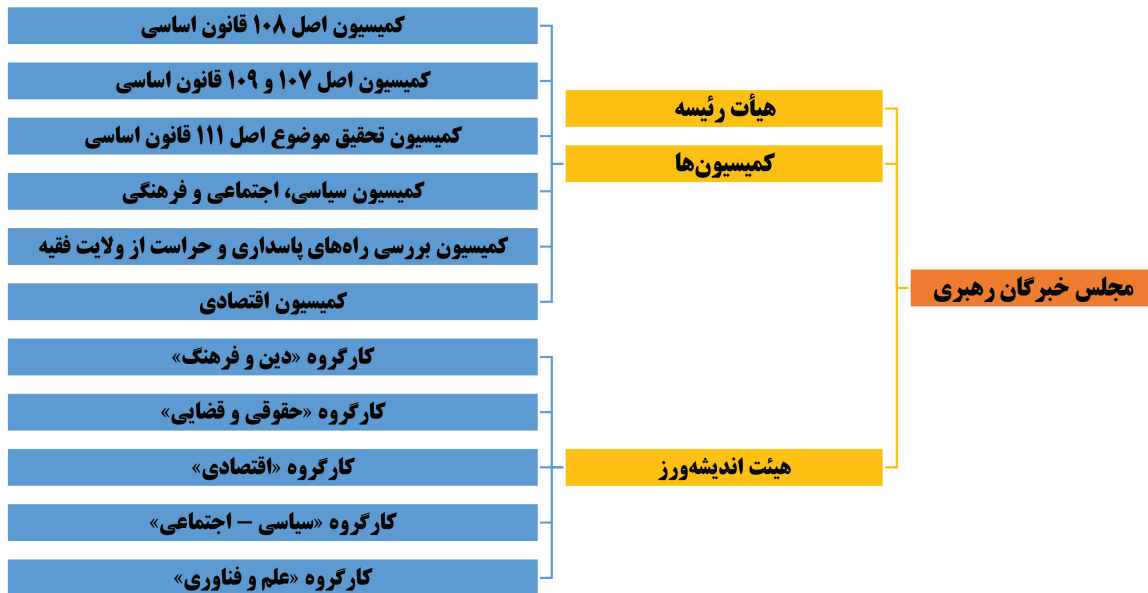 مجلس خبرگان رهبری
هیأت رئیسه
کمیسیون‌ها
کمیسیون اصل ۱۰۸ قانون اساسی
کمیسیون اصل ۱۰۷ و ۱۰۹ قانون اساسی
کمیسیون تحقیق موضوع اصل ۱۱۱ قانون اساسی
کمیسیون سیاسی، اجتماعی و فرهنگی
کمیسیون بررسی راه‌های پاسداری و حراست از ولایت فقیه
کمیسیون اقتصادی
هیئت اندیشه‌ورز
کارگروه «دین و فرهنگ»
کارگروه «حقوقی و قضایی»
کارگروه «اقتصادی»
کارگروه «سیاسی – اجتماعی»
کارگروه «علم و فناوری»